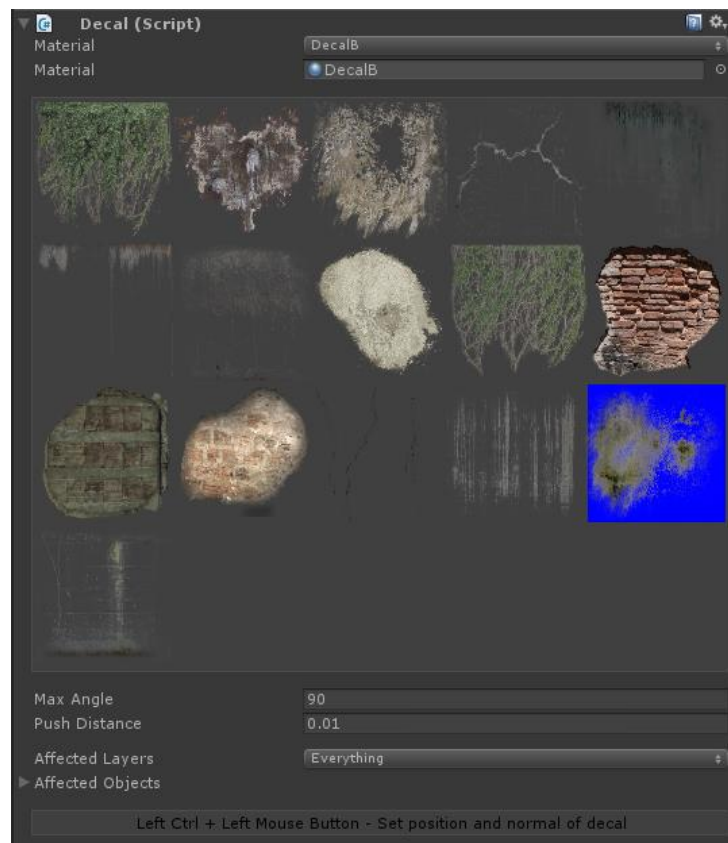 Decal (Script)
Material DecalB
Material DecalB
Max Angle 90
Push Distance 0.01
Affected Layers Everything
Affected Objects
Left Ctrl + Left Mouse Button - Set position and normal of decal